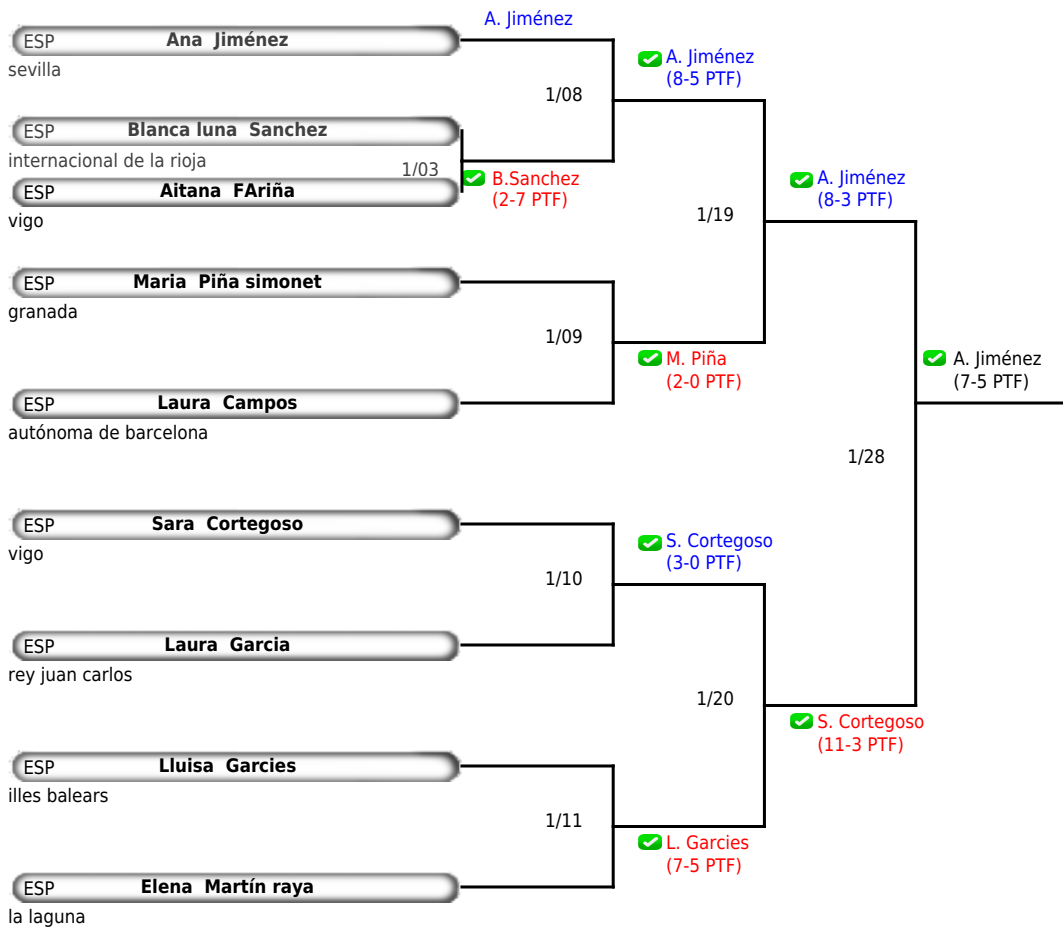 A. Jiménez
ESP Ana Jiménez
sevilla
A. Jiménez
(8-5 PTF)
1/08
ESP Blanca luna Sanchez
internacional de la rioja
1/03
B.Sanchez
(2-7 PTF)
ESP Aitana FAriña
vigo
A. Jiménez
(8-3 PTF)
1/19
ESP Maria Piña simonet
granada
1/09
M. Piña
(2-0 PTF)
A. Jiménez
(7-5 PTF)
ESP Laura Campos
autónoma de barcelona
1/28
ESP Sara Cortegoso
vigo
S. Cortegoso
(3-0 PTF)
1/10
ESP Laura Garcia
rey juan carlos
1/20
S. Cortegoso
(11-3 PTF)
ESP Lluisa Garcies
illes balears
1/11
L. Garcies
(7-5 PTF)
ESP Elena Martín raya
la laguna